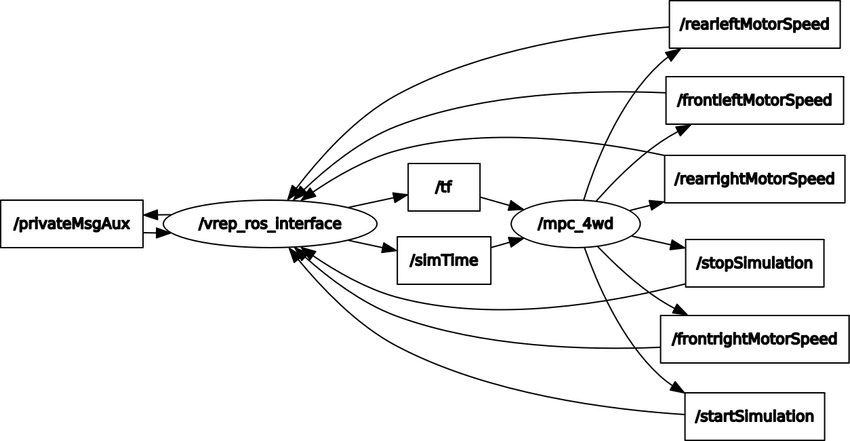 /rearleftMotorSpeed
/frontleftMotorSpeed
/rearrightMotorSpeed
/tf
/privateMsgAux
/vrep_ros_interface
/mpc_4wd
/simTime
/stopSimulation
/frontrightMotorSpeed
/startSimulation